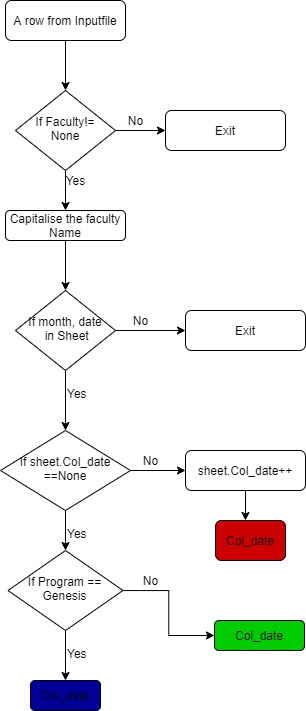 A row from Inputfile
If Faculty!=
None
No
Exit
Yes
Capitalise the faculty
Name
If month, date
in Sheet
No
Exit
Yes
If sheet.Col_date
==None
No
sheet.Col_date++
Col_date
Yes
If Program ==
Genesis
No
Col_date
Yes
Col_date